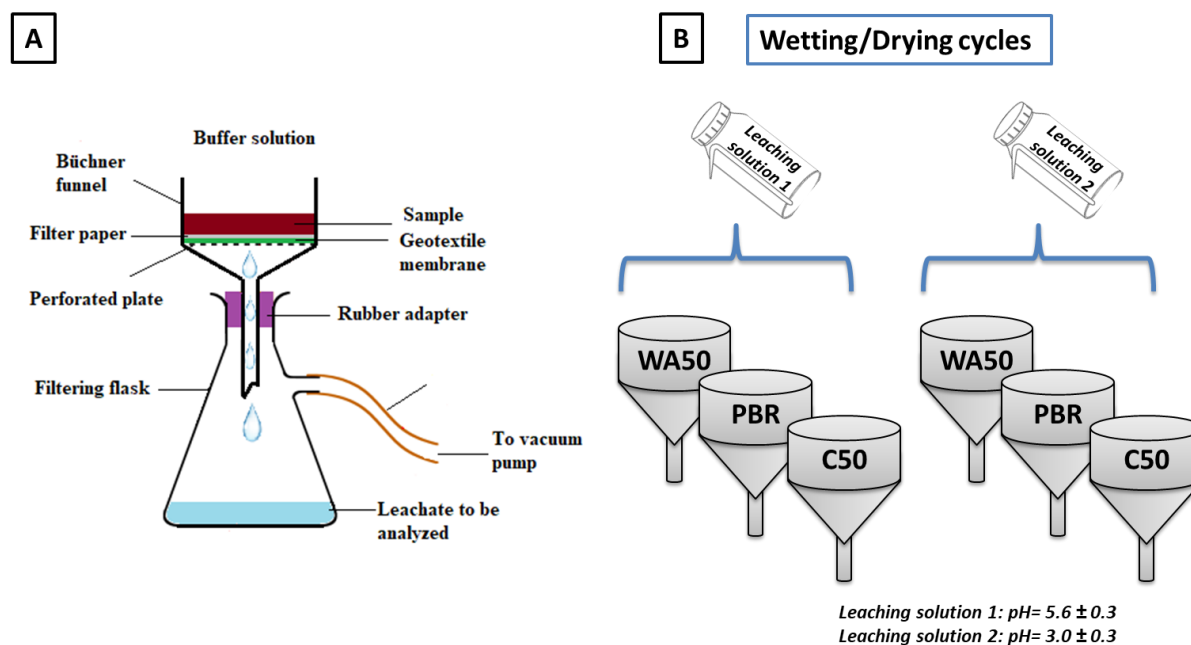 A
Buffer solution
Büchner
funnel
Filter paper
Perforated plate
Sample
Geotextile
membrane
Rubber adapter
Filtering flask
To vacuum
pump
Leachate to be
analyzed
B
Wetting/Drying cycles
Leaching
solution 1
Leaching
solution 2
WA50
PBR
C50
WA50
PBR
C50
Leaching solution 1: pH= 5.6 ± 0.3
Leaching solution 2: pH= 3.0 ± 0.3